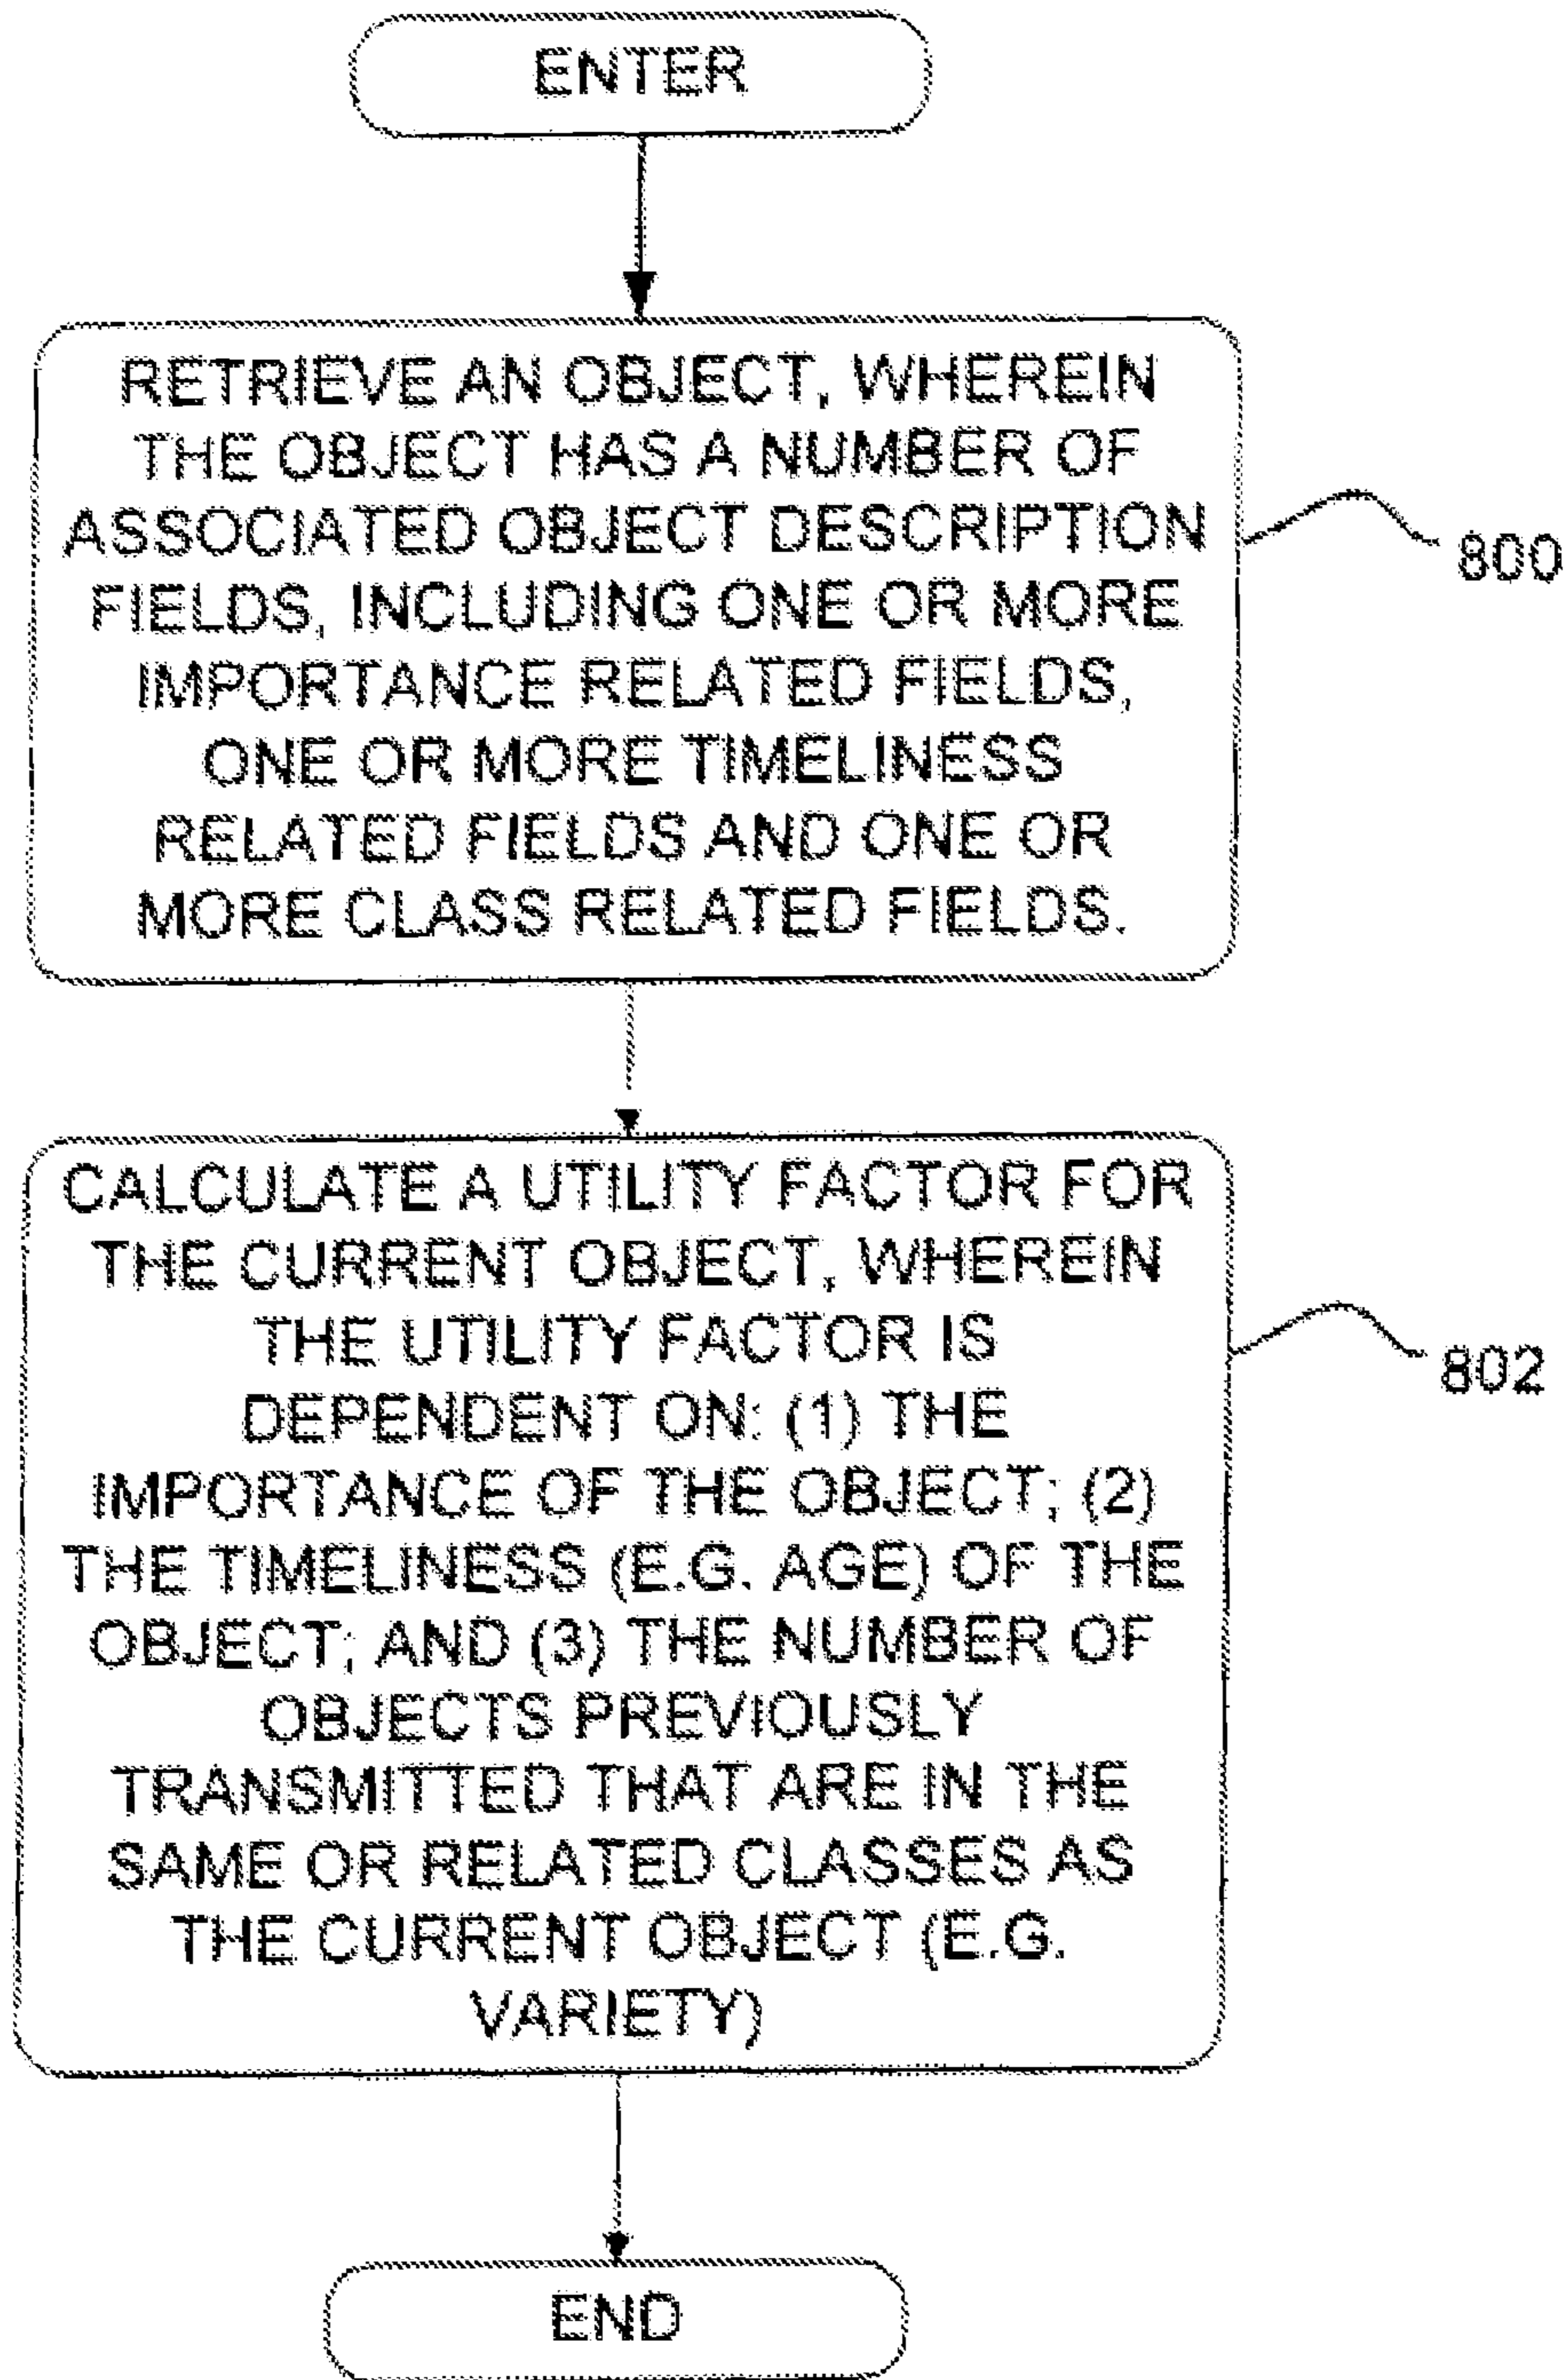 ENTER
RETRIEVE AN OBJECT, WHEREIN
THE OBJECT HAS A NUMBER OF
ASSOCIATED OBJECT DESCRIPTION
FIELDS, INCLUDING ONE OR MORE
IMPORTANCE RELATED FIELDS,
ONE OR MORE TIMELINESS
RELATED FIELDS AND ONE OR
MORE CLASS RELATED FIELDS.
800
CALCULATE A UTILITY FACTOR FOR
THE CURRENT OBJECT, WHEREIN
THE UTILITY FACTOR IS
DEPENDENT ON: (1) THE
IMPORTANCE OF THE OBJECT; (2)
THE TIMELINESS (E.G. AGE) OF THE
OBJECT; AND (3) THE NUMBER OF
OBJECTS PREVIOUSLY
TRANSMITTED THAT ARE IN THE
SAME OR RELATED CLASSES AS
THE CURRENT OBJECT (E.G.
VARIETY)
802
END